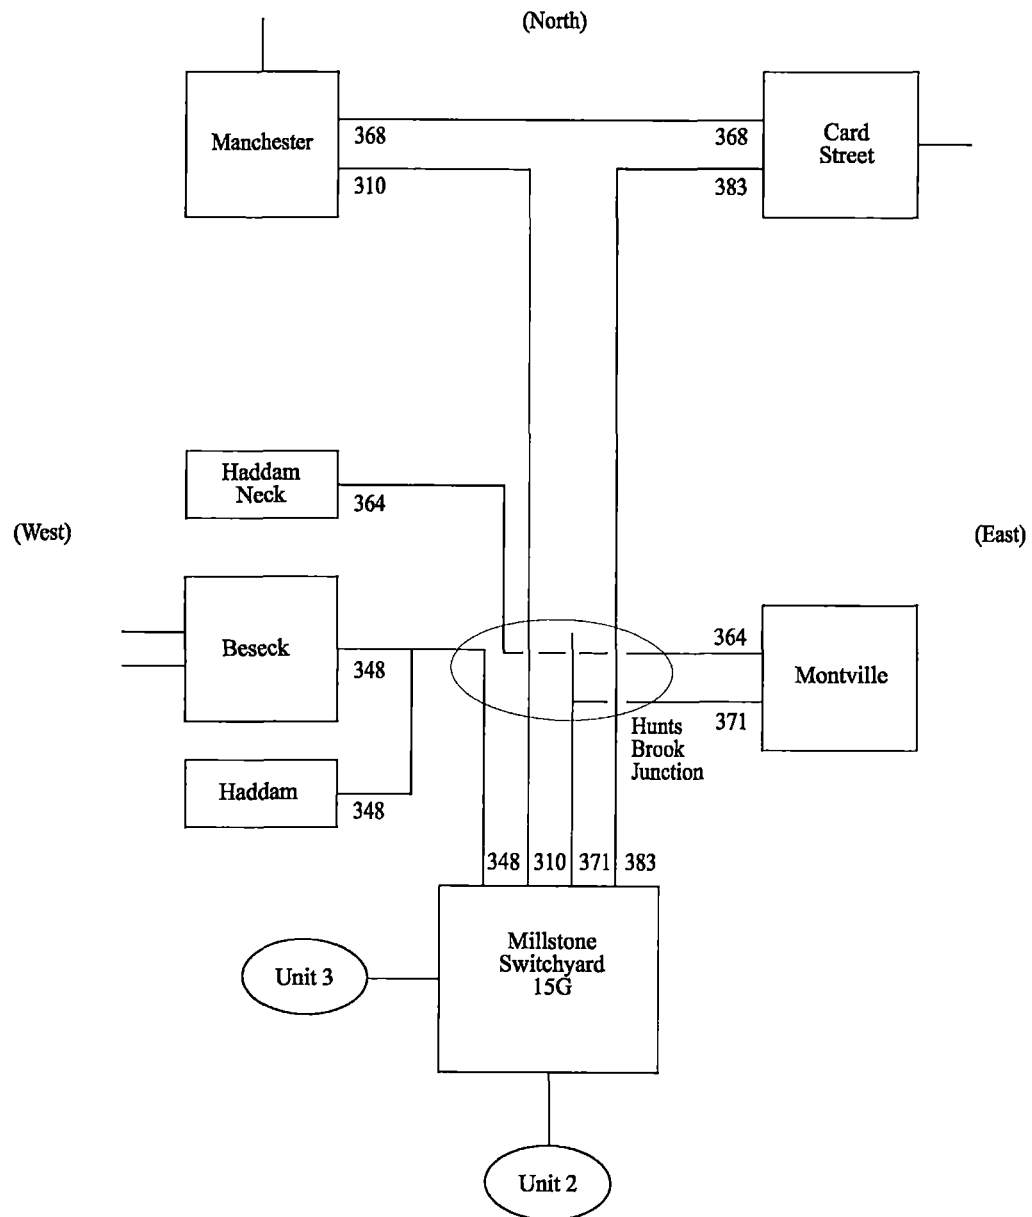 (North)
Manchester
368
310
368
383
Card
Street
Haddam
Neck
364
(West)
(East)
Beseck
348
364
371
Montville
Hunts
Brook
Junction
Haddam
348
348
310
371
383
Millstone
Switchyard
15G
Unit 3
Unit 2